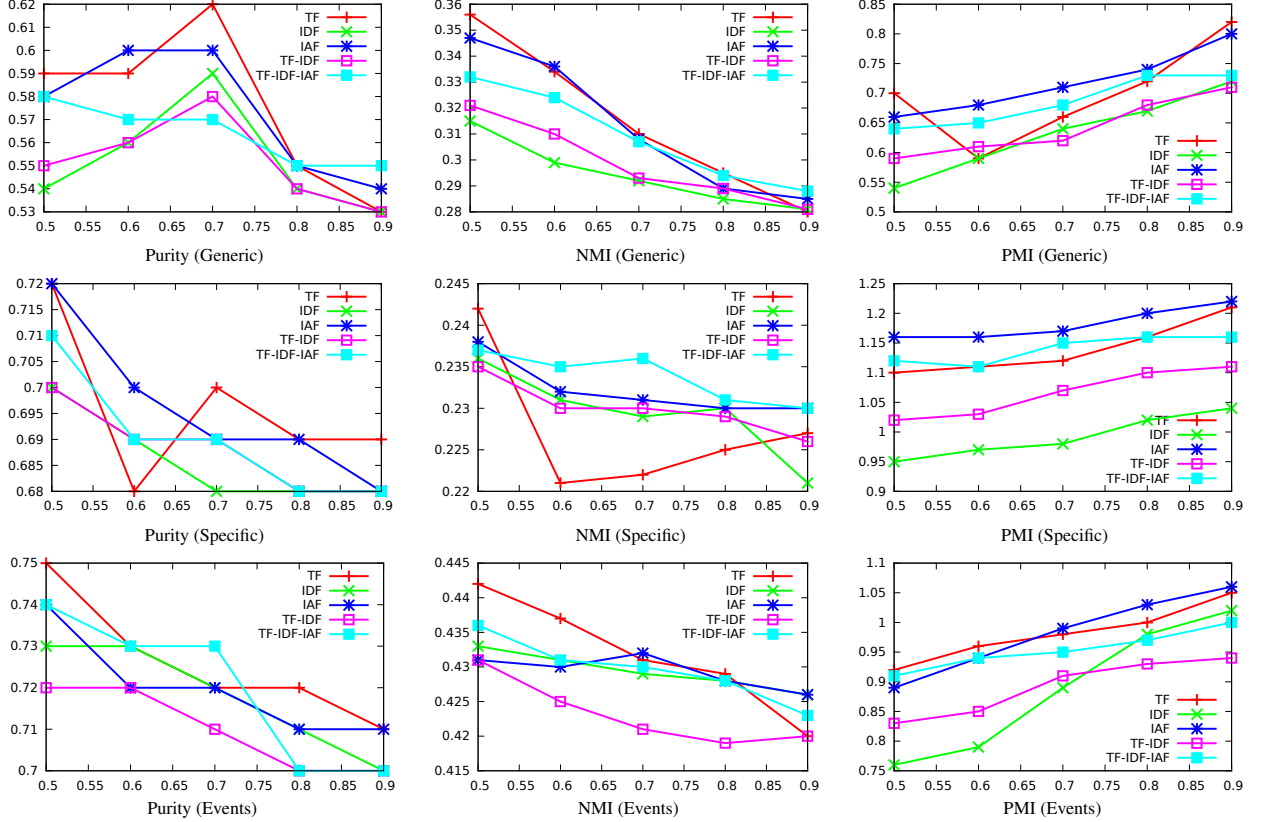 0.62
0.61
0.6
0.59
0.58
0.57
0.56
0.55
0.54
0.53
0.5 0.55 0.6 0.65 0.7 0.75 0.8 0.85 0.9
TF
IDF
IAF
TF-IDF
TF-IDF-IAF
Purity (Generic)
0.36
0.35
0.34
0.33
0.32
0.31
0.3
0.29
0.28
0.5 0.55 0.6 0.65 0.7 0.75 0.8 0.85 0.9
TF
IDF
IAF
TF-IDF
TF-IDF-IAF
NMI (Generic)
0.85
0.8
0.75
0.7
0.65
0.6
0.55
0.5
0.5 0.55 0.6 0.65 0.7 0.75 0.8 0.85 0.9
TF
IDF
IAF
TF-IDF
TF-IDF-IAF
PMI (Generic)
0.72
0.715
0.71
0.705
0.7
0.695
0.69
0.685
0.68
0.5 0.55 0.6 0.65 0.7 0.75 0.8 0.85 0.9
TF
IDF
IAF
TF-IDF
TF-IDF-IAF
Purity (Specific)
0.245
0.24
0.235
0.23
0.225
0.22
0.5 0.55 0.6 0.65 0.7 0.75 0.8 0.85 0.9
TF
IDF
IAF
TF-IDF
TF-IDF-IAF
NMI (Specific)
1.25
1.2
1.15
1.1
1.05
1
0.95
0.9
0.5 0.55 0.6 0.65 0.7 0.75 0.8 0.85 0.9
TF
IDF
IAF
TF-IDF
TF-IDF-IAF
PMI (Specific)
0.75
0.74
0.73
0.72
0.71
0.7
0.5 0.55 0.6 0.65 0.7 0.75 0.8 0.85 0.9
TF
IDF
IAF
TF-IDF
TF-IDF-IAF
Purity (Events)
0.445
0.44
0.435
0.43
0.425
0.42
0.415
0.5 0.55 0.6 0.65 0.7 0.75 0.8 0.85 0.9
TF
IDF
IAF
TF-IDF
TF-IDF-IAF
NMI (Events)
1.1
1.05
1
0.95
0.9
0.85
0.8
0.75
0.5 0.55 0.6 0.65 0.7 0.75 0.8 0.85 0.9
TF
IDF
IAF
TF-IDF
TF-IDF-IAF
PMI (Events)